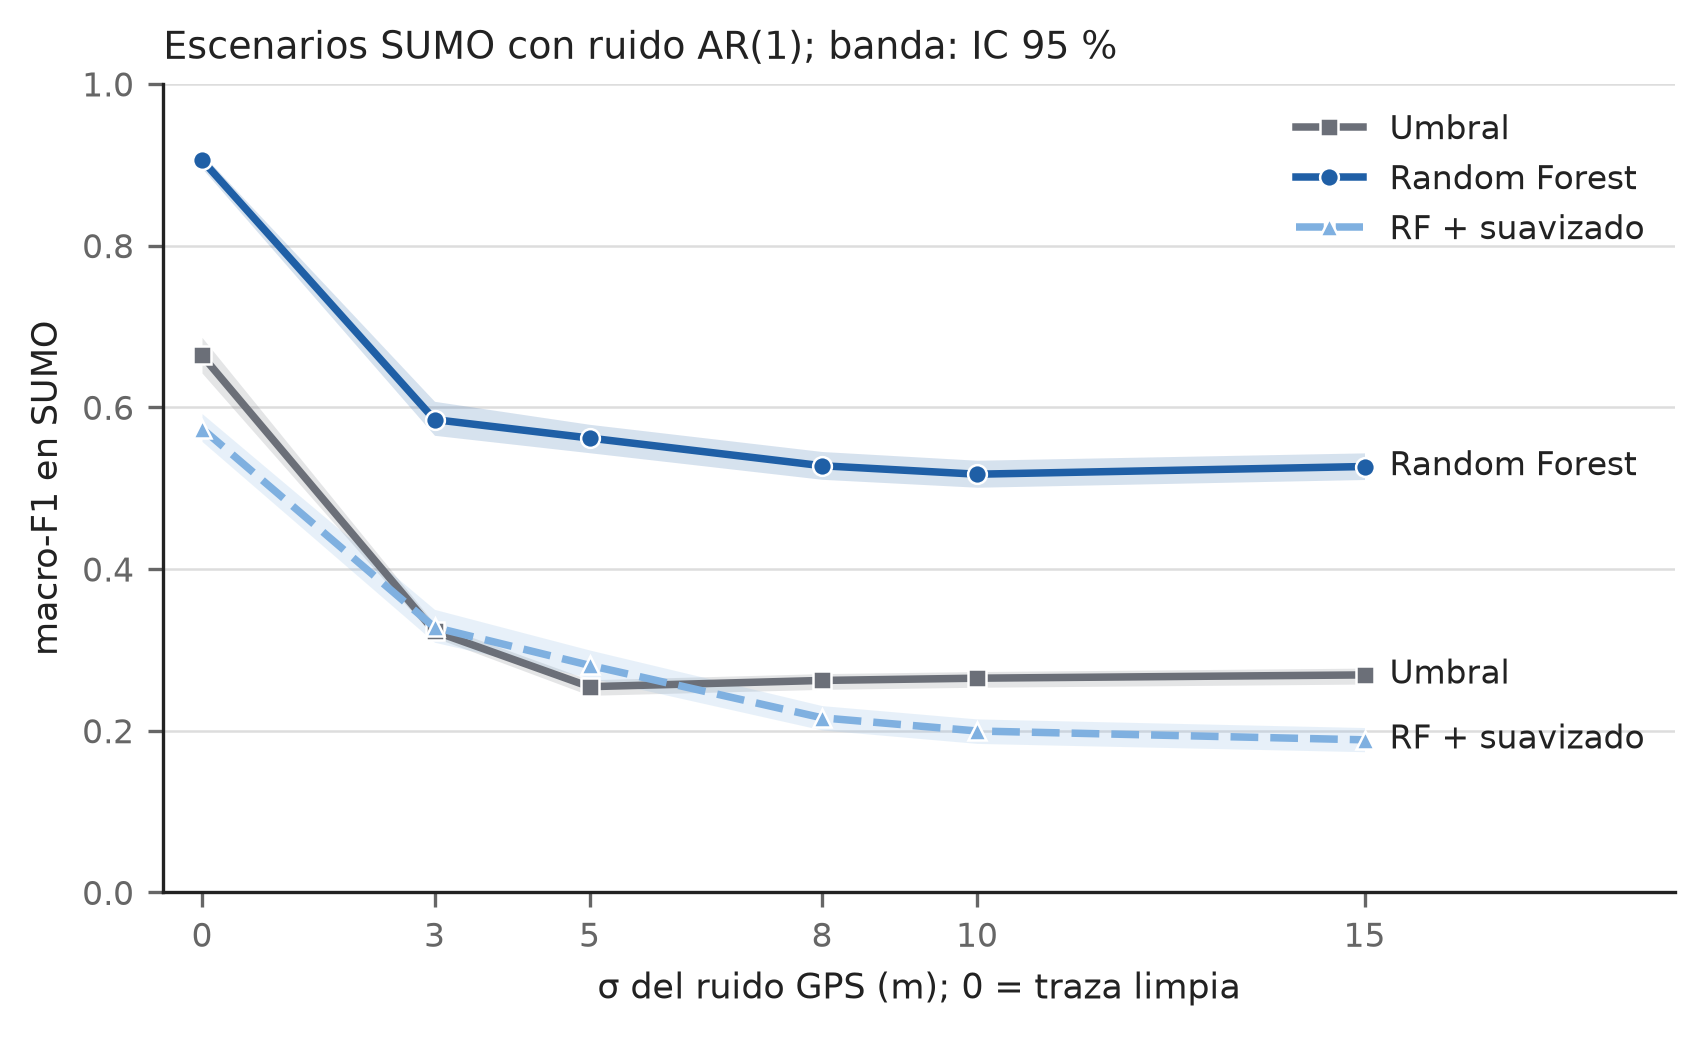 Escenarios SUMO con ruido AR(1); banda: IC 95 %
1.0
0.8
0.6
0.4
0.2
0.0
macro-F1 en SUMO
Umbral
Random Forest
RF + suavizado
Random Forest
Umbral
RF + suavizado
0 3 5 8 10 15
σ del ruido GPS (m); 0 = traza limpia